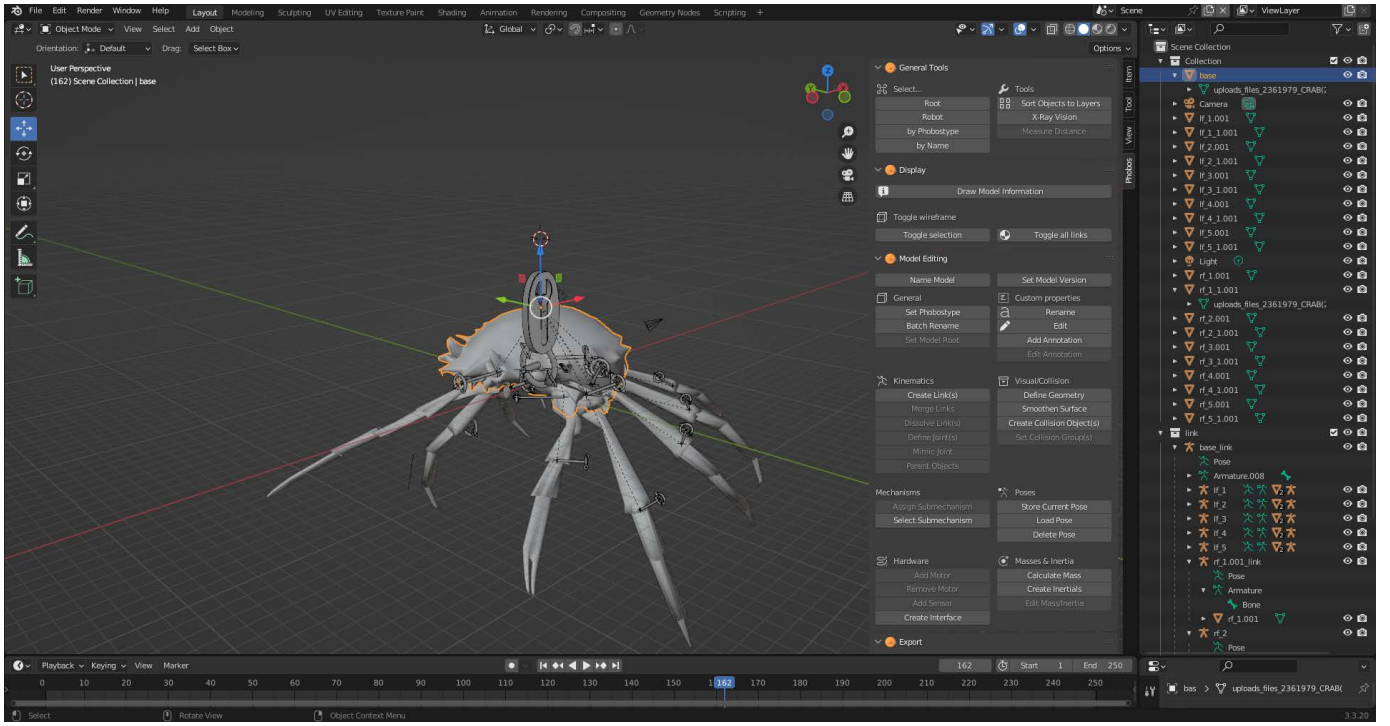 File Edit Render Window Help Layout Modeling Sculpting UV Editing Texture Paint Shading Animation Rendering Compositing Geometry Nodes Scripting + Scene ViewLayer
Object Mode View Select Add Object Global
Orientation: Default Drag: Select Box Options
User Perspective
(162) Scene Collection | base
Z
Item
Tool
View
Phobos
General Tools
Select... Tools
Root Sort Objects to Layers
Robot X-Ray Vision
by Phobostype Measure Distance
by Name
Display
Draw Model Information
Toggle wireframe
Toggle selection Toggle all links
Model Editing
Name Model Set Model Version
General Custom properties
Set Phobostype Rename
Batch Rename Edit
Set Model Root Add Annotation
Edit Annotation
Kinematics Visual/Collision
Create Link(s) Define Geometry
Merge Links Smoothen Surface
Dissolve Link(s) Create Collision Object(s)
Define Joint(s) Set Collision Group(s)
Mimic Joint
Parent Objects
Mechanisms Poses
Assign Submechanism Store Current Pose
Select Submechanism Load Pose
Delete Pose
Hardware Masses & Inertia
Add Motor Calculate Mass
Remove Motor Create Inertials
Add Sensor Edit Mass/Inertia
Create Interface
Export
Scene Collection
Collection
base
uploads_files_2361979_CRAB(2
Camera
lf_1.001
lf_1_1.001
lf_2.001
lf_2_1.001
lf_3.001
lf_3_1.001
lf_4.001
lf_4_1.001
lf_5.001
lf_5_1.001
Light
rf_1.001
rf_1_1.001
uploads_files_2361979_CRAB(2
rf_2.001
rf_2_1.001
rf_3.001
rf_3_1.001
rf_4.001
rf_4_1.001
rf_5.001
rf_5_1.001
link
base_link
Pose
Armature.008
lf_1 2
lf_2 2
lf_3 2
lf_4 2
lf_5 2
rf_1.001_link
Pose
Armature
Bone
rf_1.001
rf_2
Pose
Playback Keying View Marker 162 Start 1 End 250
0 10 20 30 40 50 60 70 80 90 100 110 120 130 140 150 162 170 180 190 200 210 220 230 240 250
bas > uploads_files_2361979_CRAB(
Select Rotate View Object Context Menu 3.3.20